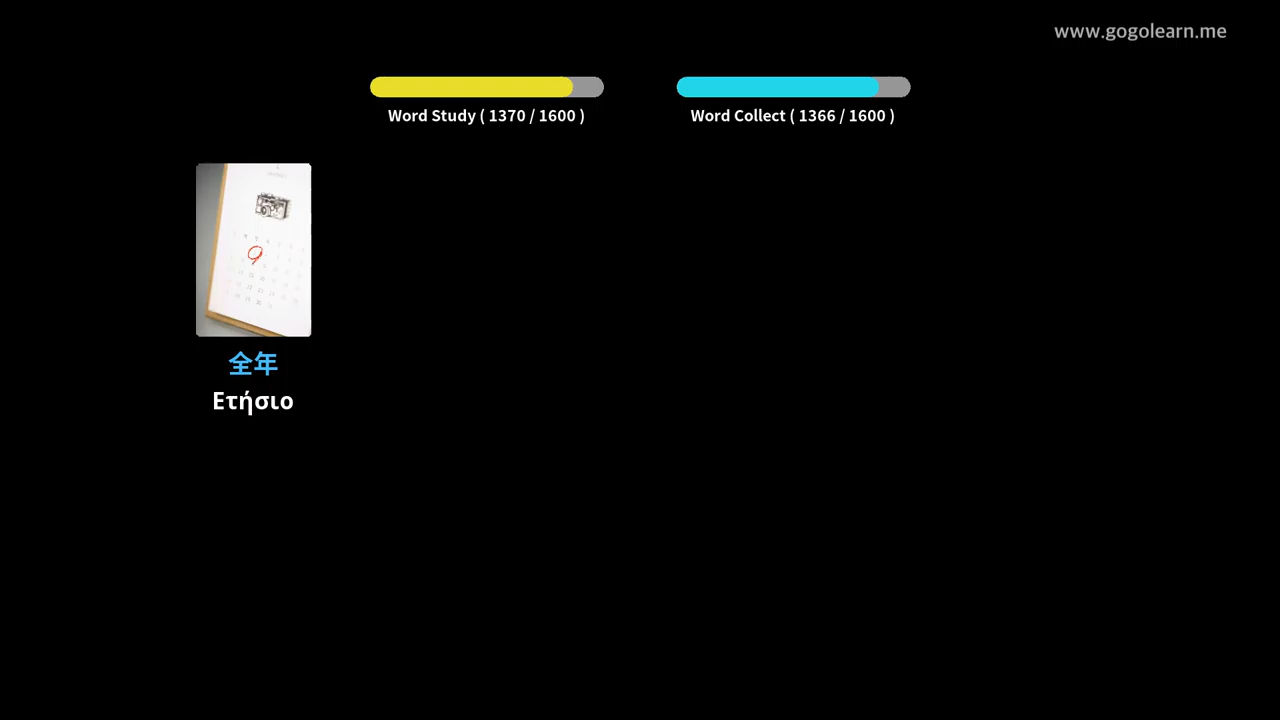 www.gogolearn.me
Word Study ( 1370 / 1600 )
Word Collect ( 1366 / 1600 )
全年
Ετήσιο